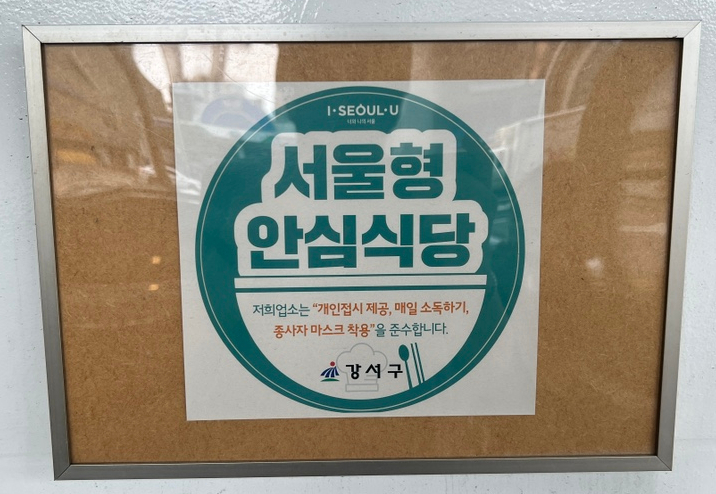 I·SEOUL·U
너와 나의 서울
서울형
안심식당
저희업소는 "개인접시 제공, 매일 소독하기,
종사자 마스크 착용"을 준수합니다.
강서구